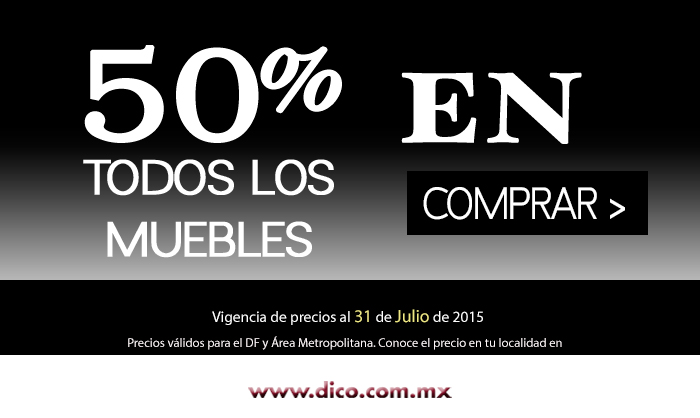 50% EN
TODOS LOS
MUEBLES
COMPRAR >
Vigencia de precios al 31 de Julio de 2015
Precios válidos para el DF y Área Metropolitana. Conoce el precio en tu localidad en
www.dico.com.mx